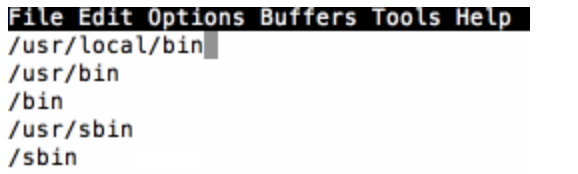 File Edit Options Buffers Tools Help
/usr/local/bin
/usr/bin
/bin
/usr/sbin
/sbin